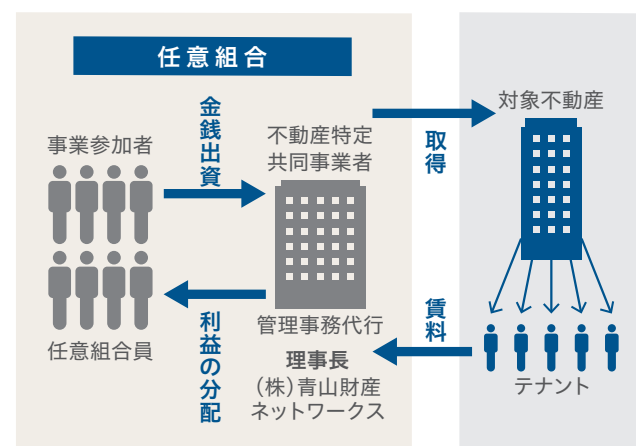 任意組合
事業参加者
金銭出資
不動産特定
共同事業者
取得
対象不動産
任意組合員
利益の分配
管理事務代行
理事長
(株)青山財産
ネットワークス
賃料
テナント